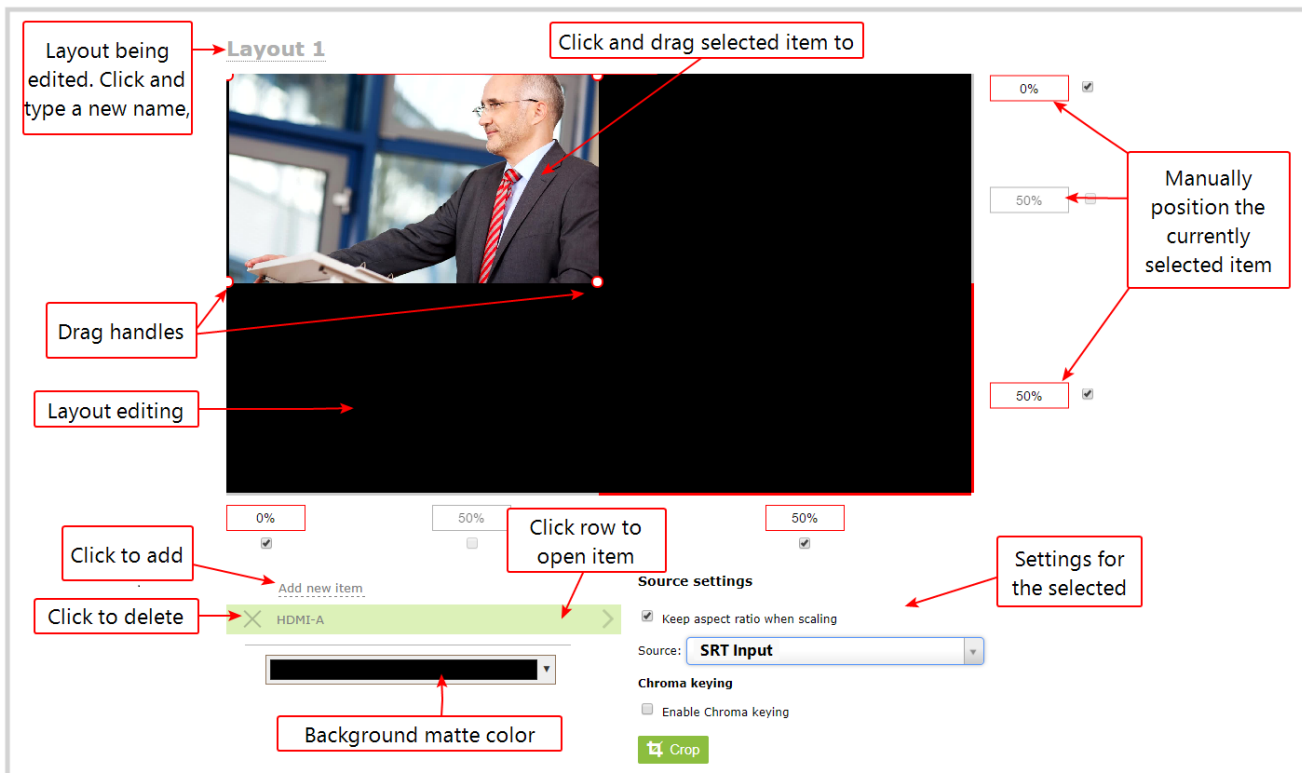 Layout being
edited. Click and
type a new name,
Layout 1
Click and drag selected item to
0%
50%
Manually
position the
currently
selected item
50%
Drag handles
Layout editing
0%
50%
50%
Click row to
open item
Click to add
.
Add new item
Click to delete
HDMI-A
Background matte color
Source settings
Keep aspect ratio when scaling
Source: SRT Input
Chroma keying
Enable Chroma keying
Crop
Settings for
the selected